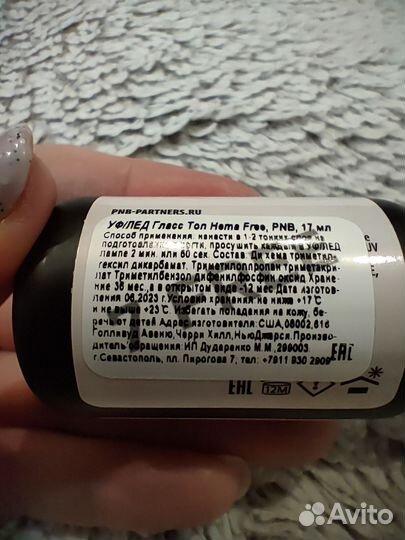 PNB-PARTNERS.RU
УФ/ЛЕД Гласс Топ Hema Free, PNB, 17 мл
Способ применения: нанести в 1-2 тонких слоя на
подготовленные ногти, просушить каждый в УФ/ЛЕД
лампе 2 мин. или 60 сек. Состав: Ди-хема триметил-
гексил дикарбамат, Триметилолпропан триметакри-
лат Триметилбензол дифенилфосфин оксид Хране-
ние 36 мес.,а в открытом виде -12 мес Дата изготов-
ления 06.2023 г.Условия хранения не ниже +17°C
и не выше +23°C. Избегать попадания на кожу, бе-
речь от детей Адрес изготовителя:США,08002,616
Голливуд Авеню,Черри Хилл,НьюДжерси.Произво-
дитель/обращения:ИП Дударенко М.М.,299003,
г.Севастополь, пл. Пирогова 7, тел: +7911 930 2909
EAC
EAC
12M
UV
Avito